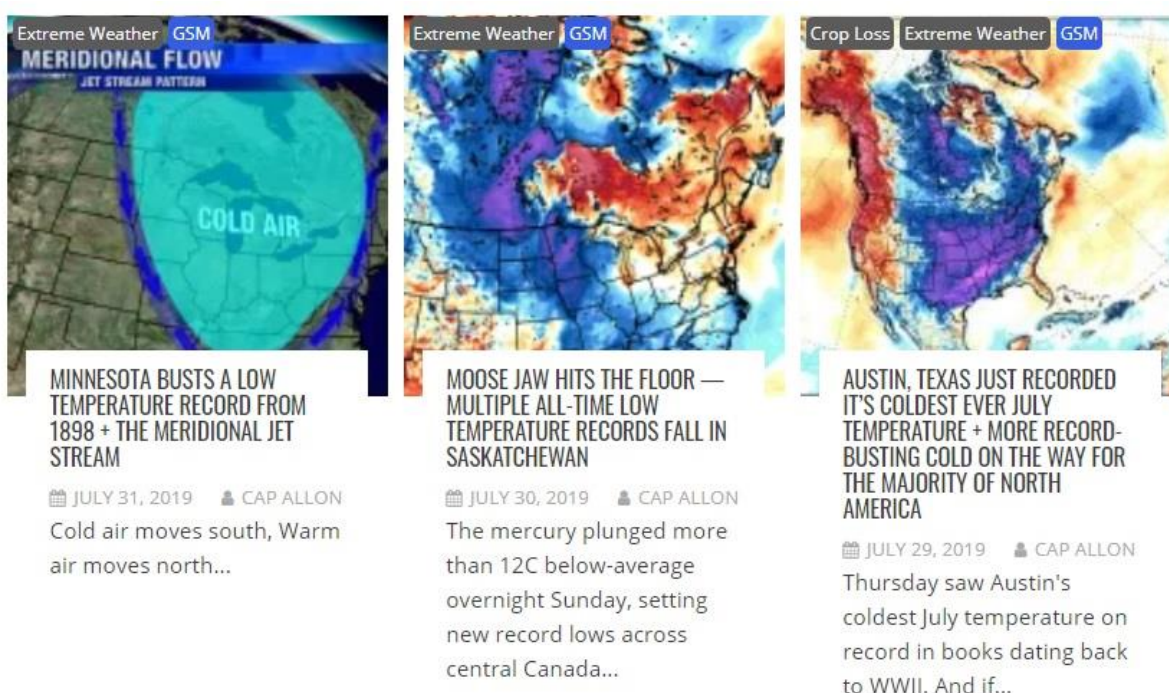 Extreme Weather GSM
MERIDIONAL FLOW
JET STREAM PATTERN
COLD AIR
MINNESOTA BUSTS A LOW
TEMPERATURE RECORD FROM
1898 + THE MERIDIONAL JET
STREAM
JULY 31, 2019 CAP ALLON
Cold air moves south, Warm
air moves north...
Extreme Weather GSM
MOOSE JAW HITS THE FLOOR —
MULTIPLE ALL-TIME LOW
TEMPERATURE RECORDS FALL IN
SASKATCHEWAN
JULY 30, 2019 CAP ALLON
The mercury plunged more
than 12C below-average
overnight Sunday, setting
new record lows across
central Canada...
Crop Loss Extreme Weather GSM
AUSTIN, TEXAS JUST RECORDED
IT'S COLDEST EVER JULY
TEMPERATURE + MORE RECORD-
BUSTING COLD ON THE WAY FOR
THE MAJORITY OF NORTH
AMERICA
JULY 29, 2019 CAP ALLON
Thursday saw Austin's
coldest July temperature on
record in books dating back
to WWII. And if...